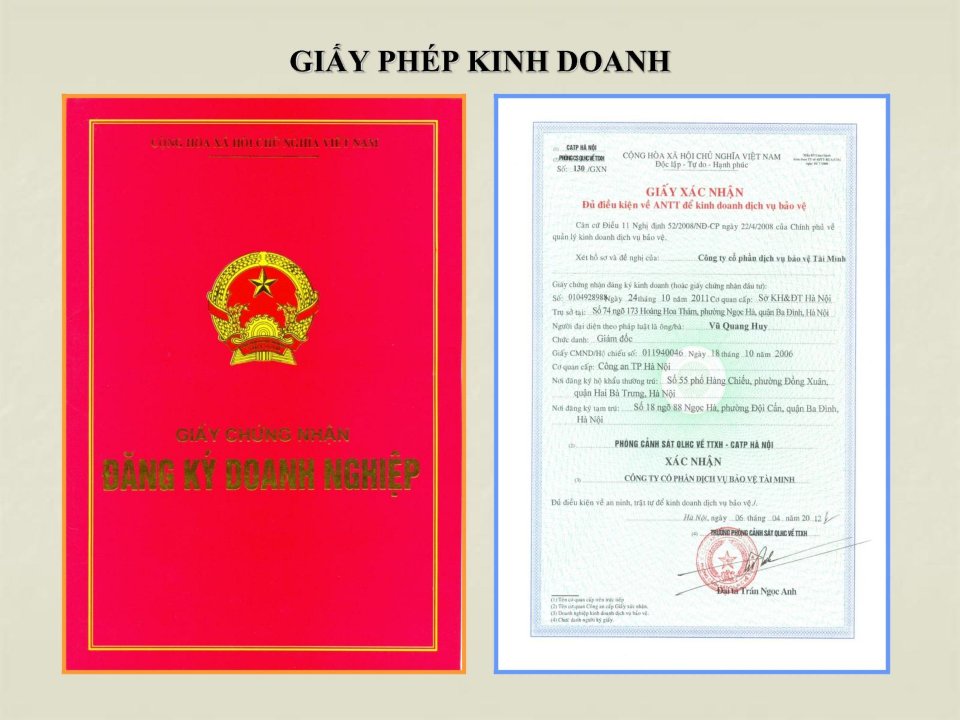 GIẤY PHÉP KINH DOANH
CỘNG HÒA XÃ HỘI CHỦ NGHĨA VIỆT NAM
GIẤY CHỨNG NHẬN
ĐĂNG KÝ DOANH NGHIỆP
(1) CATP HÀ NỘI
(2) PHÒNG CS QLHC VỀ TTXH
Số: 130 /GXN
CỘNG HÒA XÃ HỘI CHỦ NGHĨA VIỆT NAM
Độc lập - Tự do - Hạnh phúc
GIẤY XÁC NHẬN
Đủ điều kiện về ANTT để kinh doanh dịch vụ bảo vệ
Căn cứ Điều 11 Nghị định 52/2008/NĐ-CP ngày 22/4/2008 của Chính phủ về
quản lý kinh doanh dịch vụ bảo vệ.
Xét hồ sơ và đề nghị của: Công ty cổ phần dịch vụ bảo vệ Tài Minh
Giấy chứng nhận đăng ký kinh doanh (hoặc giấy chứng nhận đầu tư):
Số: 0104928988 Ngày 24 tháng 10 năm 2011 Cơ quan cấp: Sở KH&ĐT Hà Nội
Trụ sở tại: Số 74 ngõ 173 Hoàng Hoa Thám, phường Ngọc Hà, quận Ba Đình, Hà Nội
Người đại diện theo pháp luật là ông/bà: Vũ Quang Huy
Chức danh: Giám đốc
Giấy CMND/Hộ chiếu số: 011940046 Ngày 18 tháng 10 năm 2006
Cơ quan cấp: Công an TP Hà Nội
Nơi đăng ký hộ khẩu thường trú: Số 55 phố Hàng Chiếu, phường Đồng Xuân,
quận Hai Bà Trưng, Hà Nội
Nơi đăng ký tạm trú: Số 18 ngõ 88 Ngọc Hà, phường Đội Cấn, quận Ba Đình,
Hà Nội
(2) PHÒNG CẢNH SÁT QLHC VỀ TTXH - CATP HÀ NỘI
XÁC NHẬN
(3) CÔNG TY CỔ PHẦN DỊCH VỤ BẢO VỆ TÀI MINH
Đủ điều kiện về an ninh, trật tự để kinh doanh dịch vụ bảo vệ./.
Hà Nội, ngày 06 tháng 04 năm 2012
(4) TRƯỞNG PHÒNG CẢNH SÁT QLHC VỀ TTXH
Đại tá Trần Ngọc Anh
(1) Tên cơ quan cấp trên trực tiếp
(2) Tên cơ quan Công an cấp Giấy xác nhận.
(3) Doanh nghiệp kinh doanh dịch vụ bảo vệ.
(4) Chức danh người ký giấy.